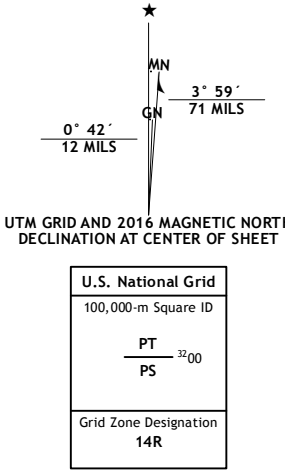 ★
MN
3° 59´
71 MILS
GN
0° 42´
12 MILS
UTM GRID AND 2016 MAGNETIC NORTH
DECLINATION AT CENTER OF SHEET
U.S. National Grid
100,000-m Square ID
PT
3200
PS
Grid Zone Designation
14R